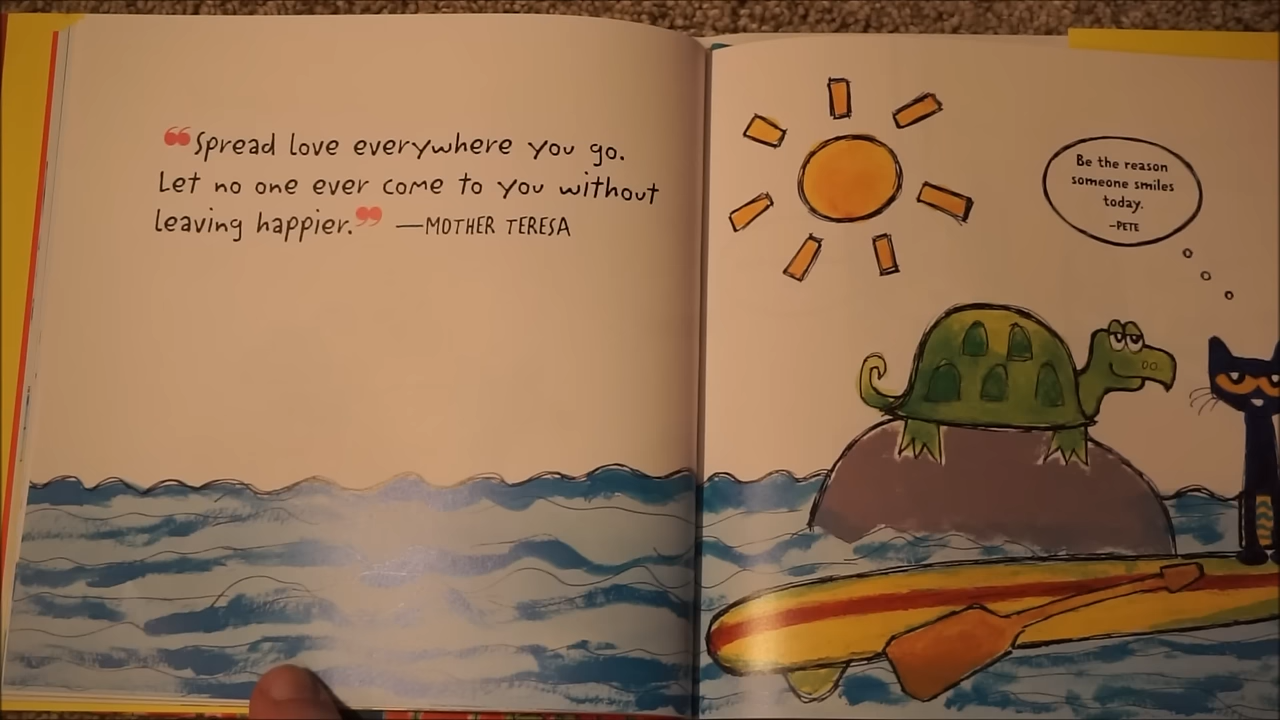 “Spread love everywhere you go.
Let no one ever come to you without
leaving happier.” —MOTHER TERESA
Be the reason
someone smiles
today.
–PETE